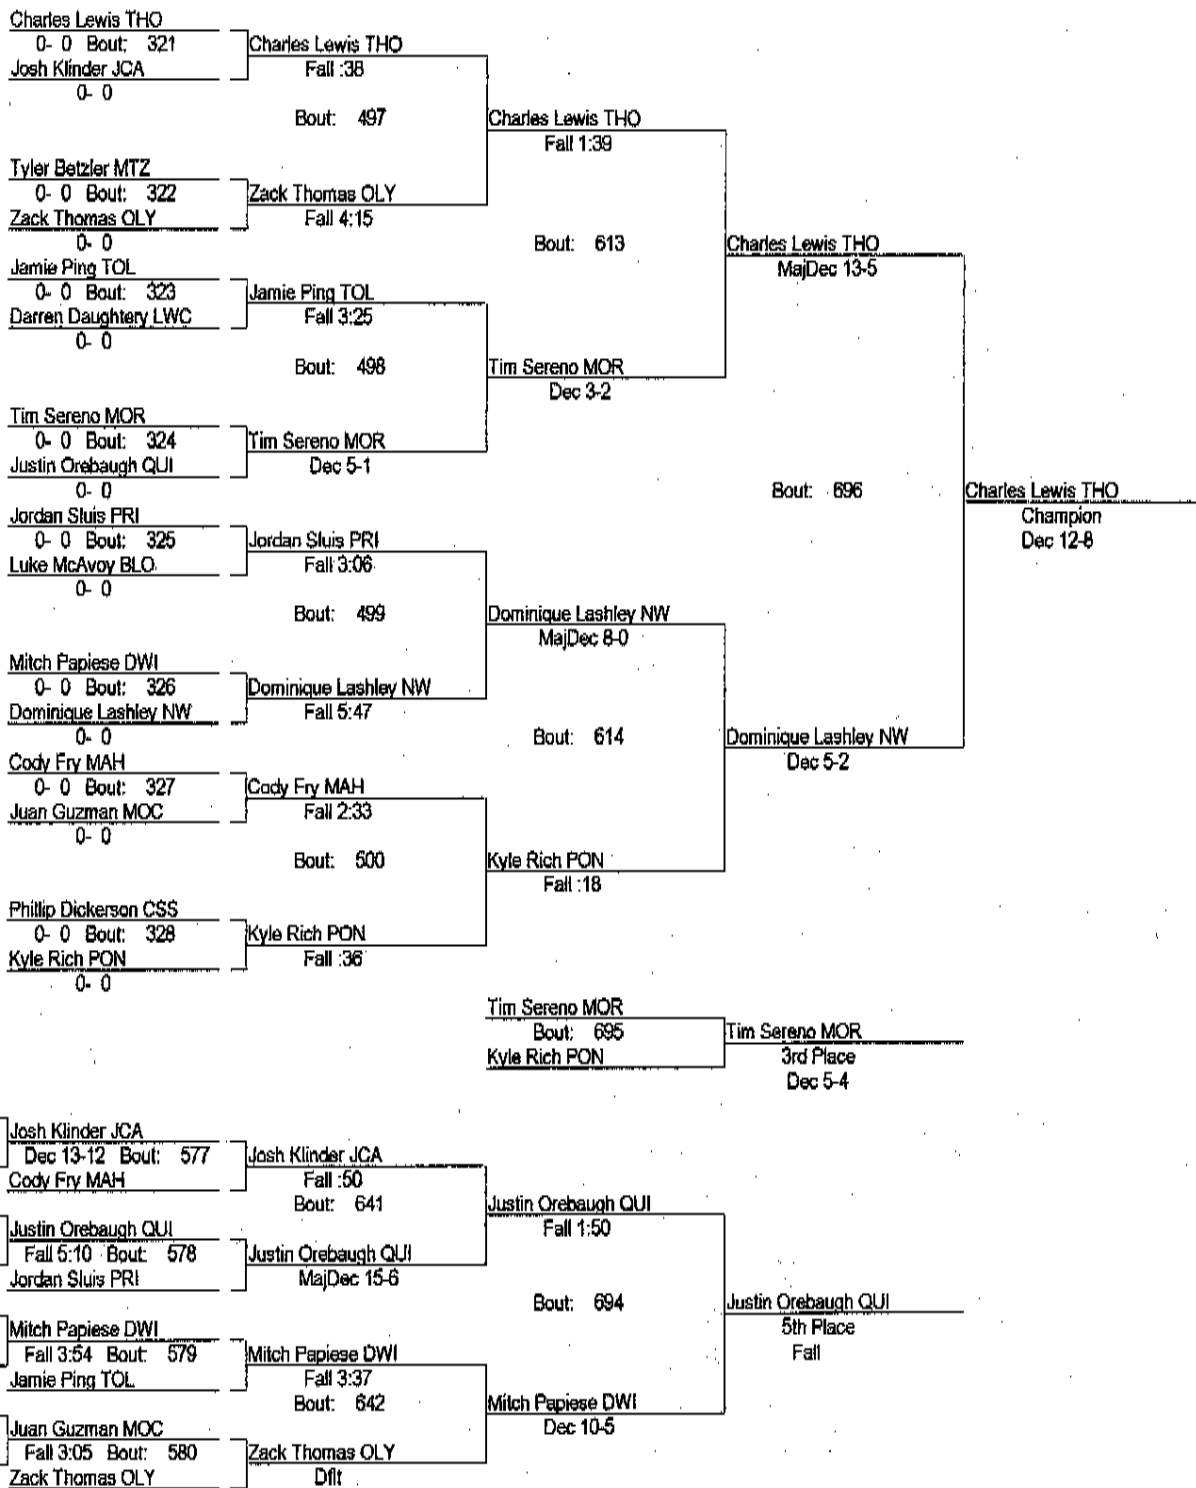 Charles Lewis THO
0- 0 Bout: 321
Josh Klinder JCA
0- 0
Charles Lewis THO
Fall :38
Bout: 497
Tyler Betzler MTZ
0- 0 Bout: 322
Zack Thomas OLY
0- 0
Zack Thomas OLY
Fall 4:15
Charles Lewis THO
Fall 1:39
Bout: 613
Jamie Ping TOL
0- 0 Bout: 323
Darren Daughtery LWC
0- 0
Jamie Ping TOL
Fall 3:25
Bout: 498
Tim Sereno MOR
0- 0 Bout: 324
Justin Orebaugh QUI
0- 0
Tim Sereno MOR
Dec 5-1
Tim Sereno MOR
Dec 3-2
Charles Lewis THO
MajDec 13-5
Bout: 696
Charles Lewis THO
Champion
Dec 12-8
Jordan Sluis PRI
0- 0 Bout: 325
Luke McAvoy BLO
0- 0
Jordan Sluis PRI
Fall 3:06
Bout: 499
Mitch Papiese DWI
0- 0 Bout: 326
Dominique Lashley NW
0- 0
Dominique Lashley NW
Fall 5:47
Dominique Lashley NW
MajDec 8-0
Bout: 614
Dominique Lashley NW
Dec 5-2
Cody Fry MAH
0- 0 Bout: 327
Juan Guzman MOC
0- 0
Cody Fry MAH
Fall 2:33
Bout: 500
Phillip Dickerson CSS
0- 0 Bout: 328
Kyle Rich PON
0- 0
Kyle Rich PON
Fall :36
Kyle Rich PON
Fall :18
Tim Sereno MOR
Bout: 695
Kyle Rich PON
Tim Sereno MOR
3rd Place
Dec 5-4
Josh Klinder JCA
Dec 13-12 Bout: 577
Cody Fry MAH
Josh Klinder JCA
Fall :50
Bout: 641
Justin Orebaugh QUI
Fall 5:10 Bout: 578
Jordan Sluis PRI
Justin Orebaugh QUI
MajDec 15-6
Justin Orebaugh QUI
Fall 1:50
Bout: 694
Justin Orebaugh QUI
5th Place
Fall
Mitch Papiese DWI
Fall 3:54 Bout: 579
Jamie Ping TOL
Mitch Papiese DWI
Fall 3:37
Bout: 642
Mitch Papiese DWI
Dec 10-5
Juan Guzman MOC
Fall 3:05 Bout: 580
Zack Thomas OLY
Zack Thomas OLY
Dflt